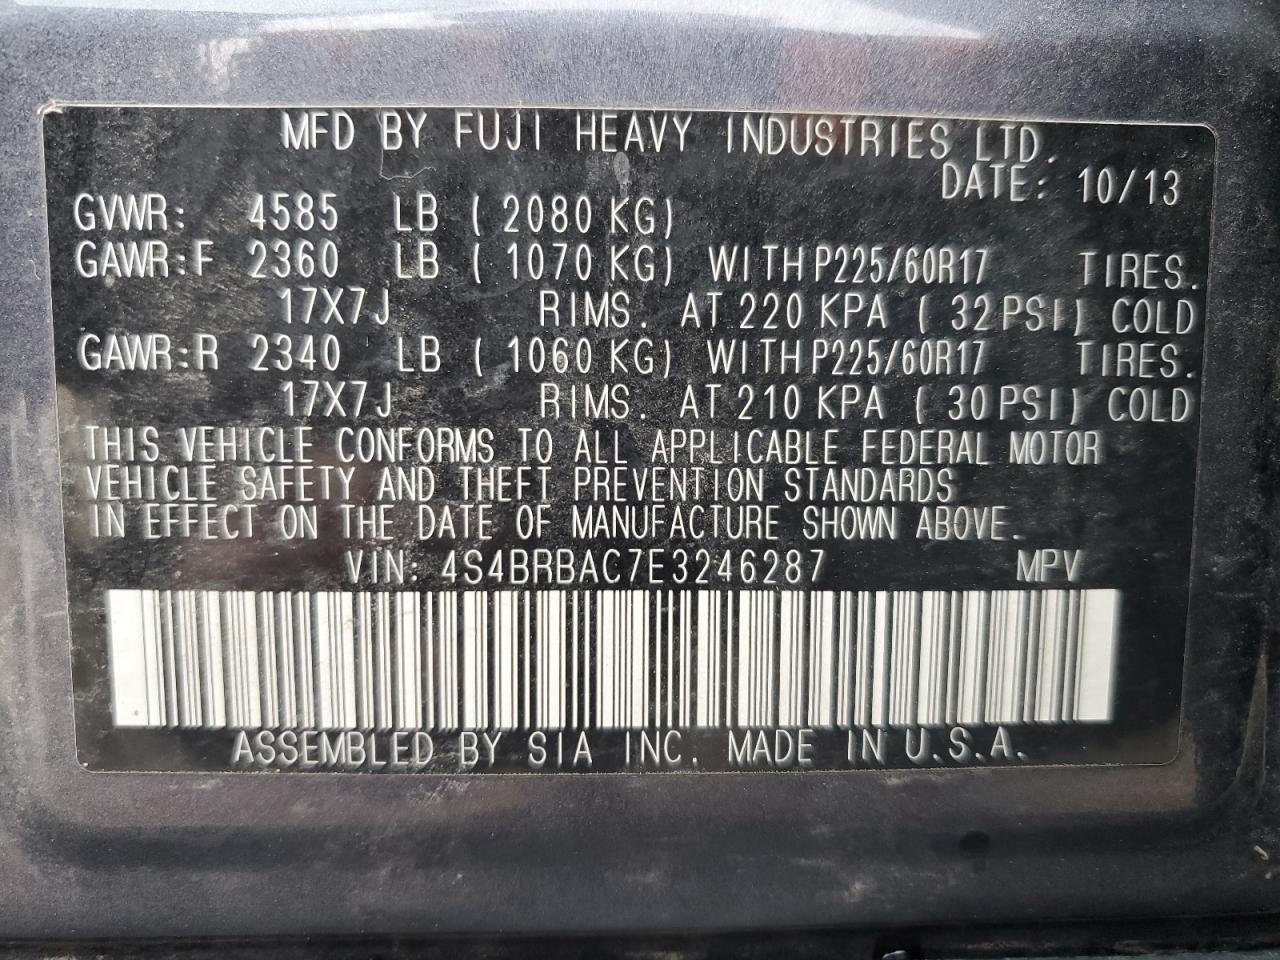 MFD BY FUJI HEAVY INDUSTRIES LTD.
DATE: 10/13
GVWR: 4585 LB ( 2080 KG)
GAWR:F 2360 LB ( 1070 KG) WITH P225/60R17 TIRES.
17X7J RIMS. AT 220 KPA ( 32 PSI) COLD
GAWR:R 2340 LB ( 1060 KG) WITH P225/60R17 TIRES.
17X7J RIMS. AT 210 KPA ( 30 PSI) COLD
THIS VEHICLE CONFORMS TO ALL APPLICABLE FEDERAL MOTOR
VEHICLE SAFETY AND THEFT PREVENTION STANDARDS
IN EFFECT ON THE DATE OF MANUFACTURE SHOWN ABOVE.
VIN: 4S4BRBAC7E3246287 MPV
ASSEMBLED BY SIA INC. MADE IN U.S.A.